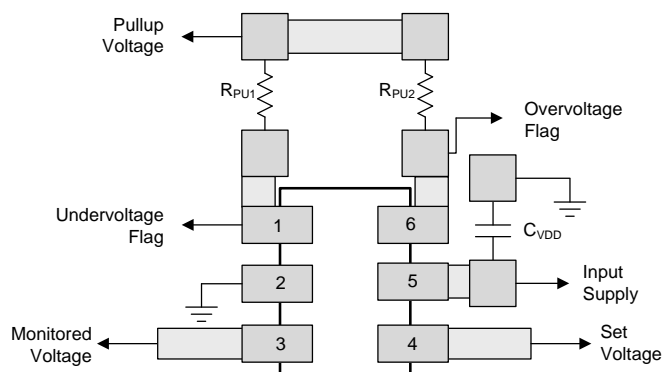 Pullup
Voltage
RPU1
RPU2
Overvoltage
Flag
Undervoltage
Flag
1
6
CVDD
2
5
Input
Supply
Monitored
Voltage
3
4
Set
Voltage